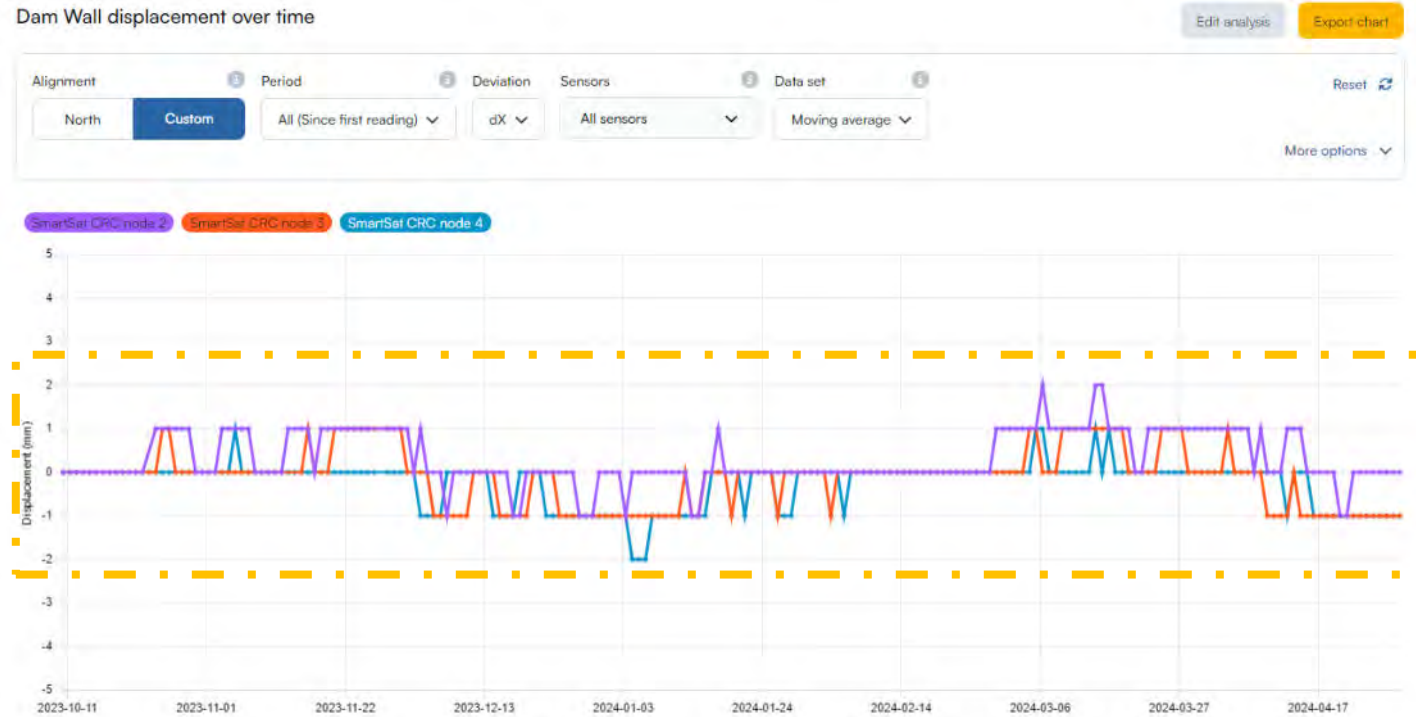 Dam Wall displacement over time
Edit analysis Export chart
Alignment Period Deviation Sensors Data set
Reset
North Custom All (Since first reading) dX All sensors Moving average
More options
SmartSat CRC node 2 SmartSat CRC node 3 SmartSat CRC node 4
5
4
3
2
1
0
-1
-2
-3
-4
-5
Displacement (mm)
2023-10-11 2023-11-01 2023-11-22 2023-12-13 2024-01-03 2024-01-24 2024-02-14 2024-03-06 2024-03-27 2024-04-17